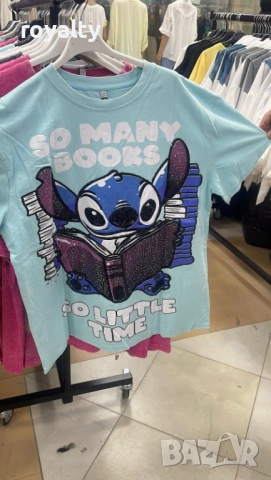 royalty
SO MANY
BOOKS
SO LITTLE
TIME
BAZAR